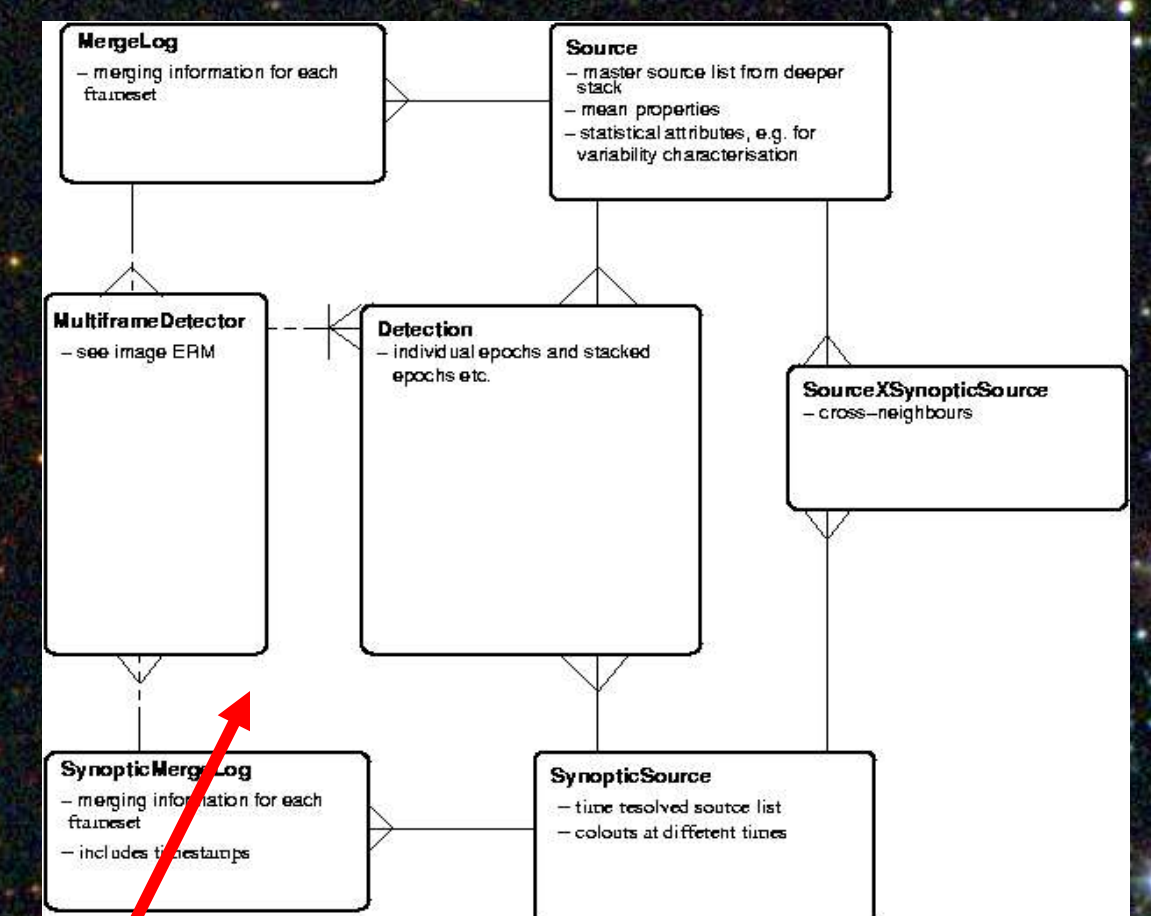 MergeLog
– merging information for each
frameset
Source
– master source list from deeper
stack
– mean properties
– statistical attributes, e.g. for
variability characterisation
MultiframeDetector
– see image ERM
Detection
– individual epochs and stacked
epochs etc.
SourceXSynopticSource
– cross–neighbours
SynopticMergeLog
– merging information for each
frameset
– includes timestamps
SynopticSource
– time resolved source list
– colours at different times